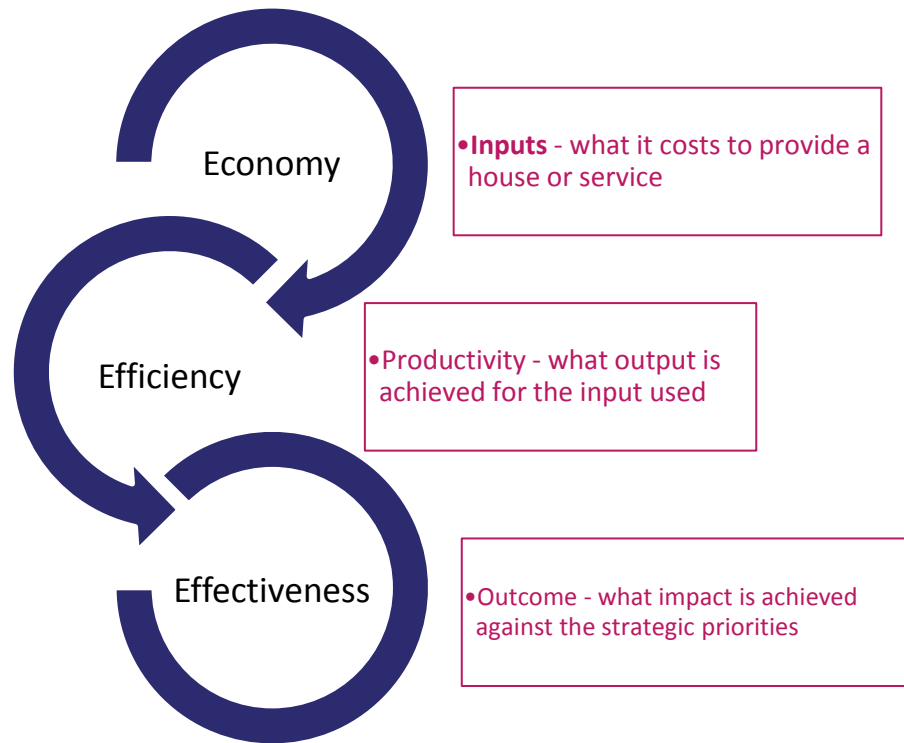 Economy
•Inputs - what it costs to provide a
house or service
Efficiency
•Productivity - what output is
achieved for the input used
Effectiveness
•Outcome - what impact is achieved
against the strategic priorities